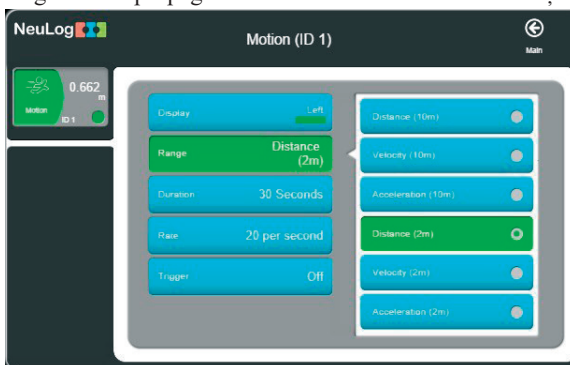 NeuLog
Motion (ID 1)
Main
0.662
m
Motion
ID 1
Display
Left
Range
Distance
(2m)
Duration
30 Seconds
Rate
20 per second
Trigger
Off
Distance (10m)
Velocity (10m)
Acceleration (10m)
Distance (2m)
Velocity (2m)
Acceleration (2m)